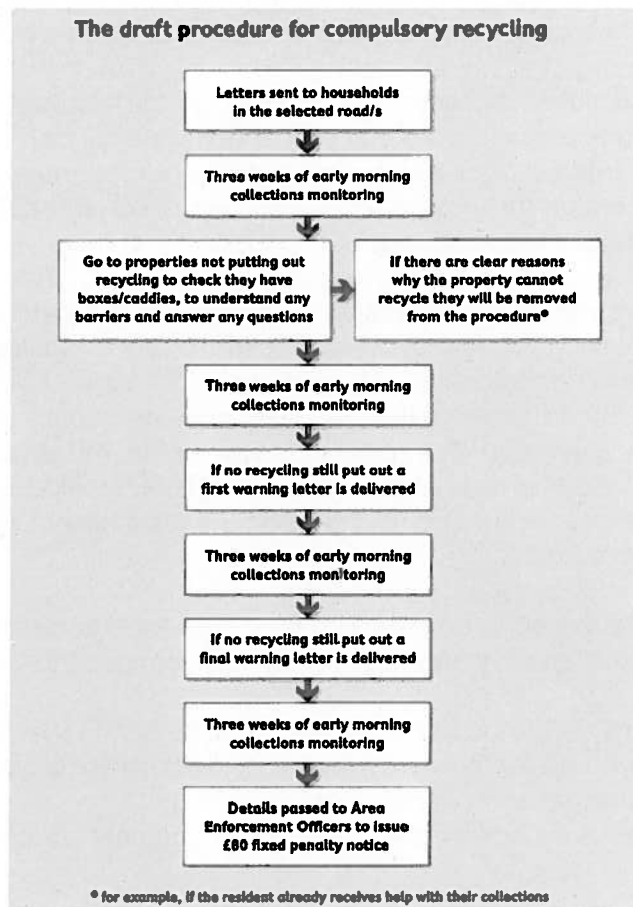 The draft procedure for compulsory recycling
Letters sent to households
in the selected road/s
Three weeks of early morning
collections monitoring
Go to properties not putting out
recycling to check they have
boxes/caddies, to understand any
barriers and answer any questions
If there are clear reasons
why the property cannot
recycle they will be removed
from the procedure*
Three weeks of early morning
collections monitoring
If no recycling still put out a
first warning letter is delivered
Three weeks of early morning
collections monitoring
If no recycling still put out a
final warning letter is delivered
Three weeks of early morning
collections monitoring
Details passed to Area
Enforcement Officers to issue
£60 fixed penalty notice
* for example, if the resident already receives help with their collections